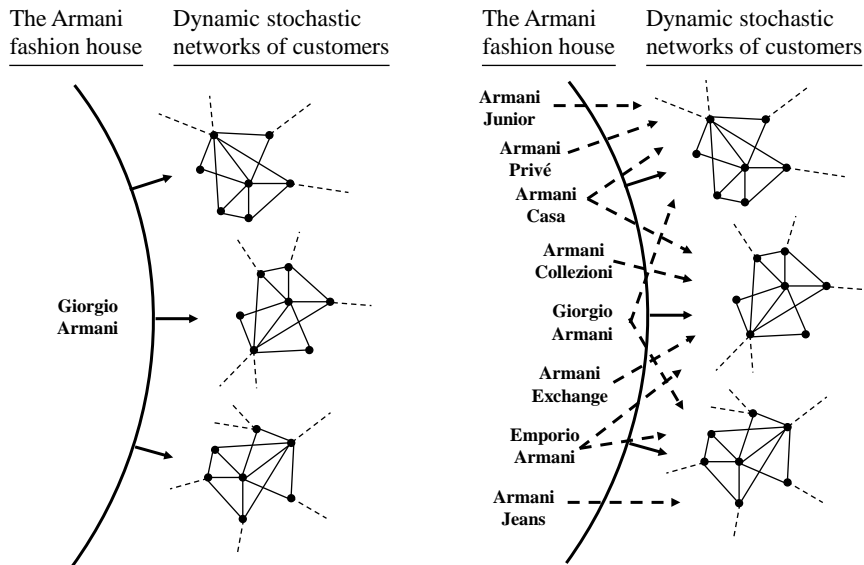 The Armani
fashion house
Dynamic stochastic
networks of customers
Giorgio
Armani
The Armani
fashion house
Dynamic stochastic
networks of customers
Armani
Junior
Armani
Privé
Armani
Casa
Armani
Collezioni
Giorgio
Armani
Armani
Exchange
Emporio
Armani
Armani
Jeans